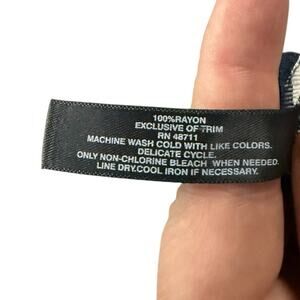 100%RAYON
EXCLUSIVE OF TRIM
RN 48711
MACHINE WASH COLD WITH LIKE COLORS.
DELICATE CYCLE.
ONLY NON-CHLORINE BLEACH WHEN NEEDED.
LINE DRY.COOL IRON IF NECESSARY.